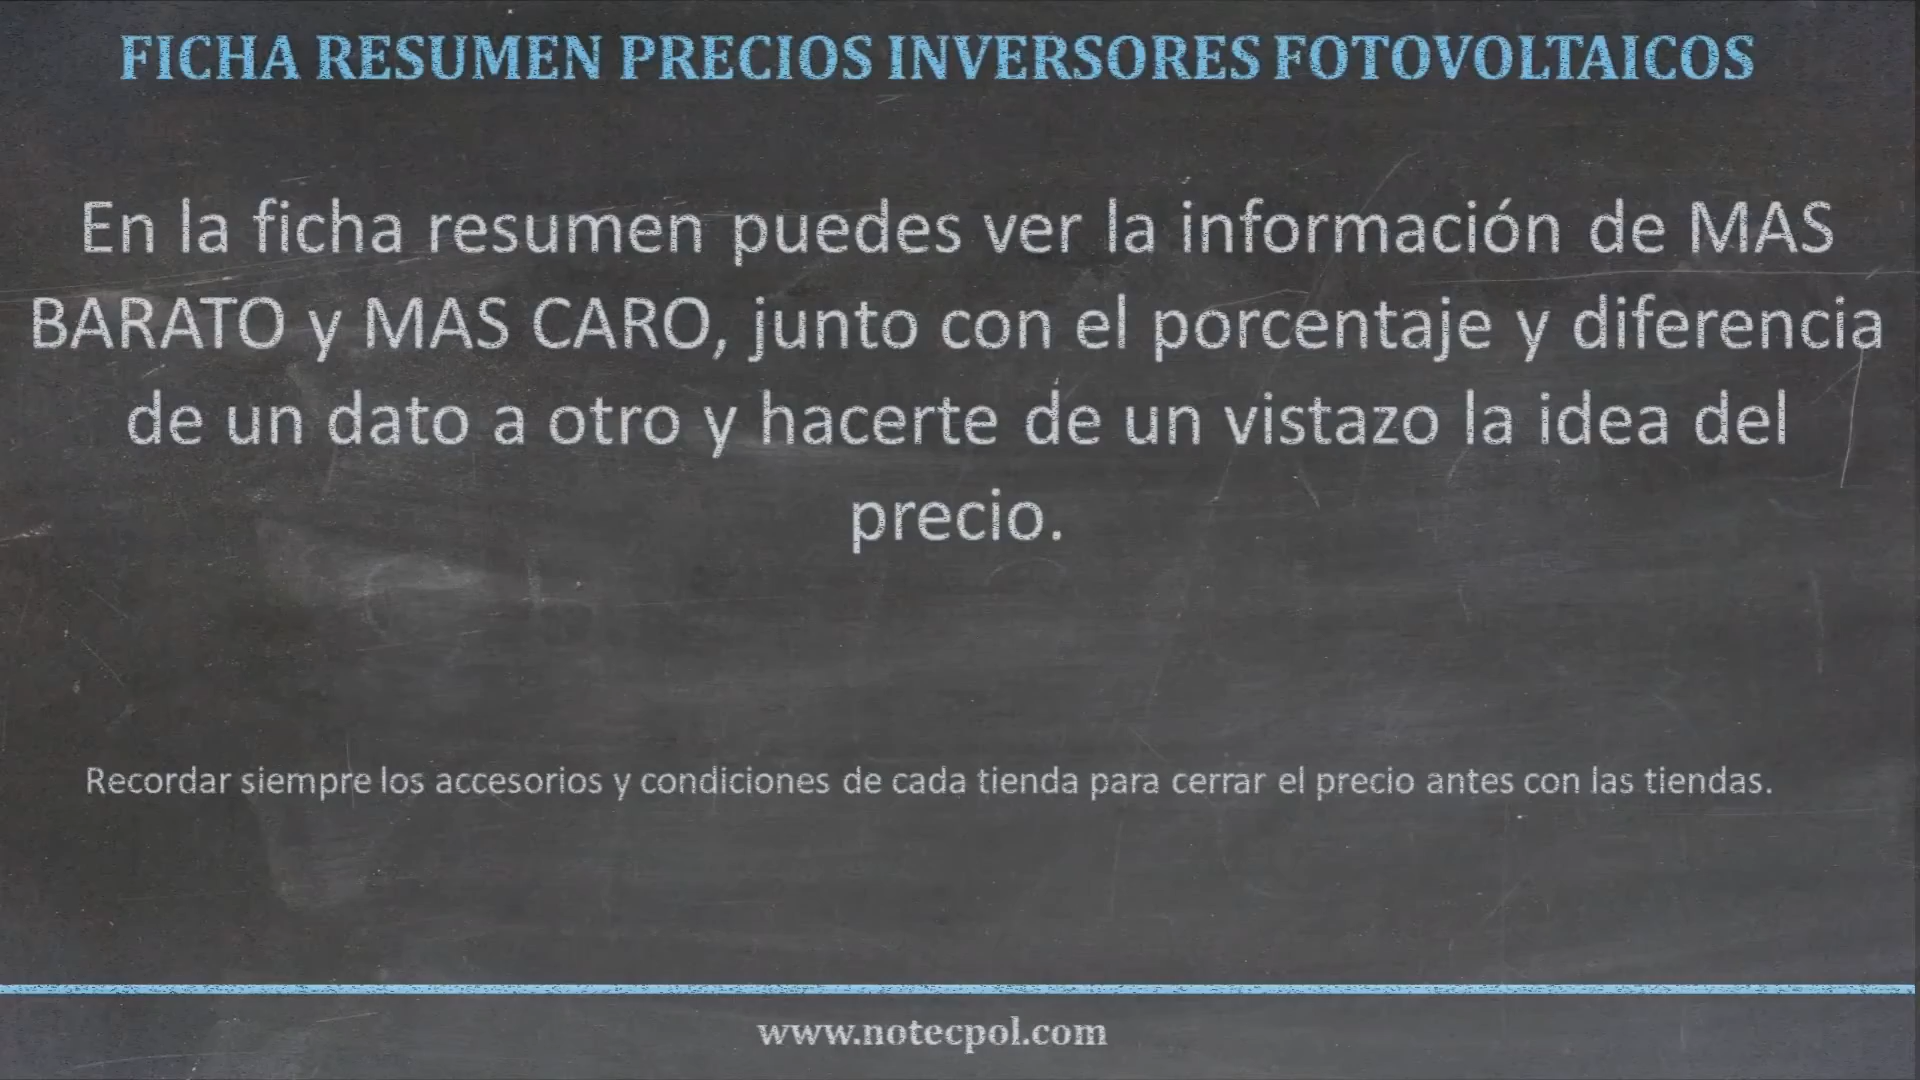 FICHA RESUMEN PRECIOS INVERSORES FOTOVOLTAICOS
En la ficha resumen puedes ver la información de MAS
BARATO y MAS CARO, junto con el porcentaje y diferencia
de un dato a otro y hacerte de un vistazo la idea del
precio.
Recordar siempre los accesorios y condiciones de cada tienda para cerrar el precio antes con las tiendas.
www.notecpol.com